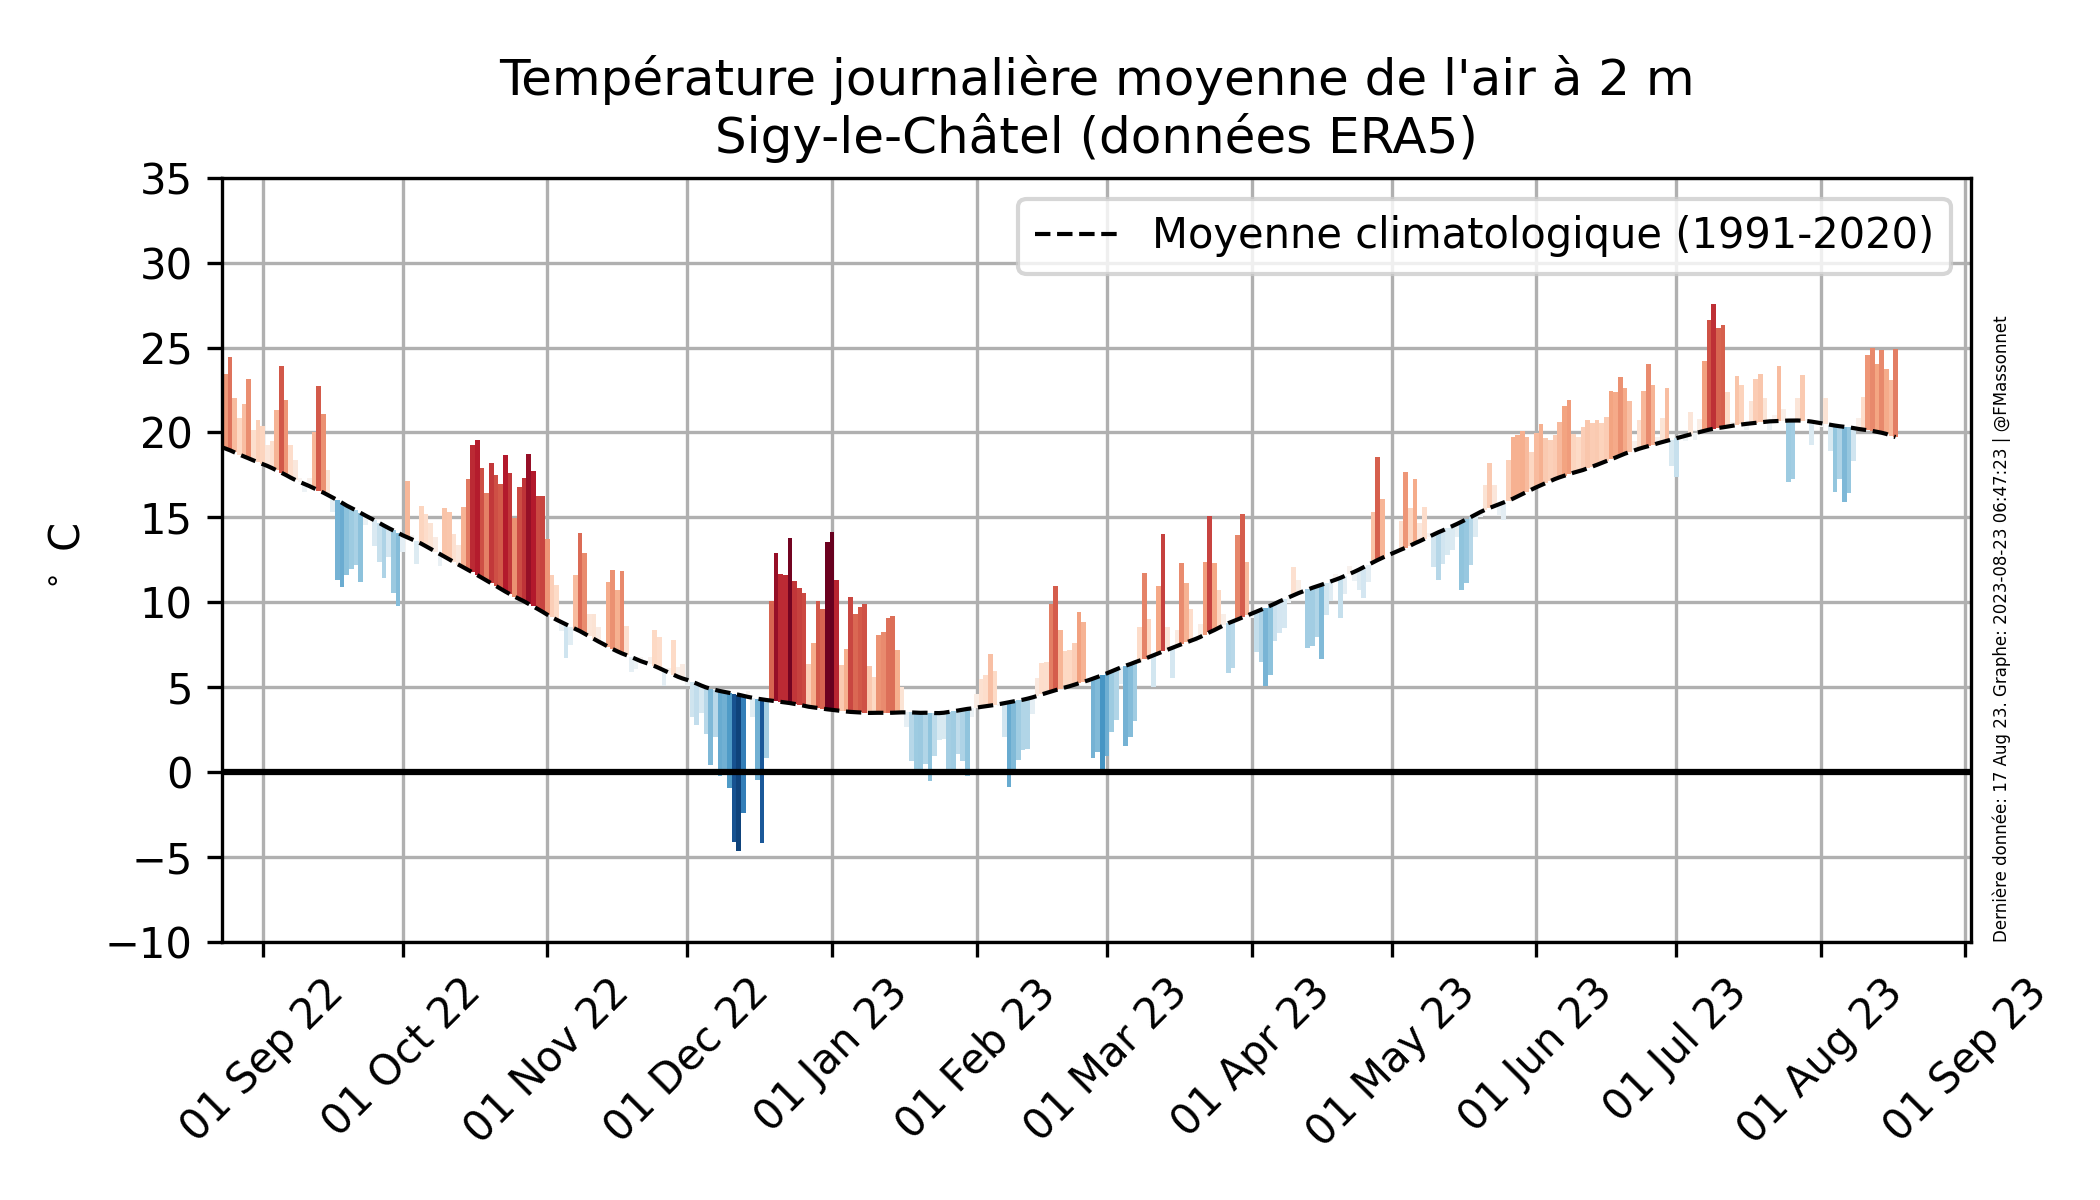 Température journalière moyenne de l'air à 2 m
Sigy-le-Châtel (données ERA5)
Moyenne climatologique (1991-2020)
35
30
25
20
15
10
5
0
−5
−10
° C
01 Sep 22
01 Oct 22
01 Nov 22
01 Dec 22
01 Jan 23
01 Feb 23
01 Mar 23
01 Apr 23
01 May 23
01 Jun 23
01 Jul 23
01 Aug 23
01 Sep 23
Dernière donnée: 17 Aug 23. Graphe: 2023-08-23 06:47:23 | @FMassonnet